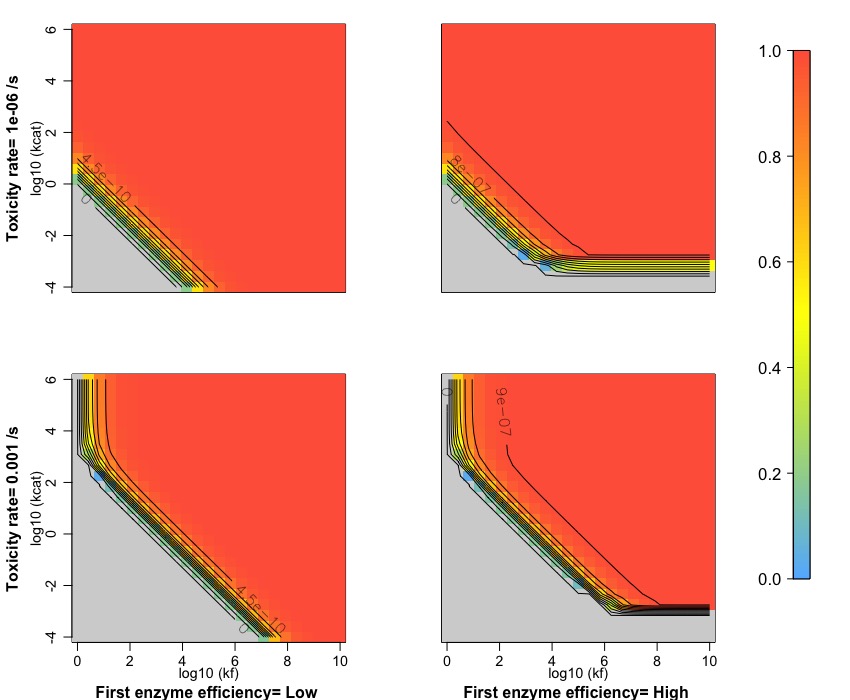 Toxicity rate= 1e-06 /s
log10 (kcat)
6
4
2
0
-2
-4
4.5e-10
0
8e-07
0
1.0
0.8
0.6
0.4
0.2
0.0
Toxicity rate= 0.001 /s
log10 (kcat)
6
4
2
0
-2
-4
4.5e-10
0
0
9e-07
0 2 4 6 8 10
0 2 4 6 8 10
log10 (kf)
log10 (kf)
First enzyme efficiency= Low
First enzyme efficiency= High